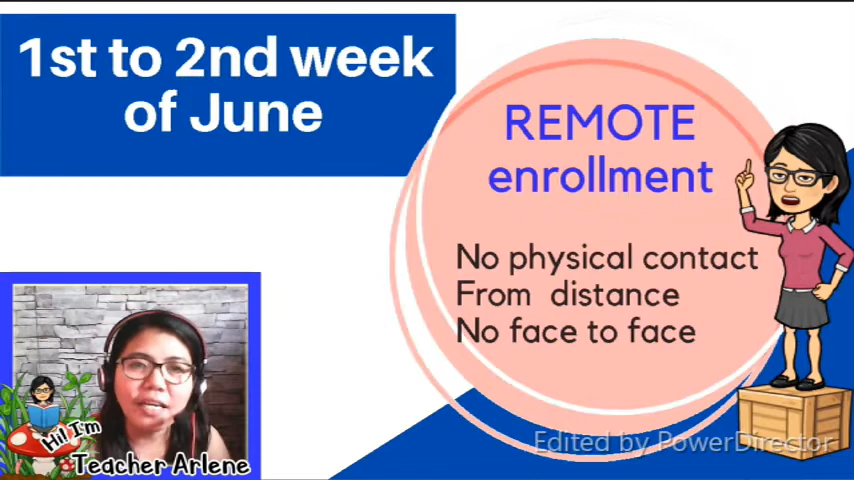 1st to 2nd week
of June
REMOTE
enrollment
No physical contact
From distance
No face to face
Hi! I'm
Teacher Arlene
Edited by PowerDirector